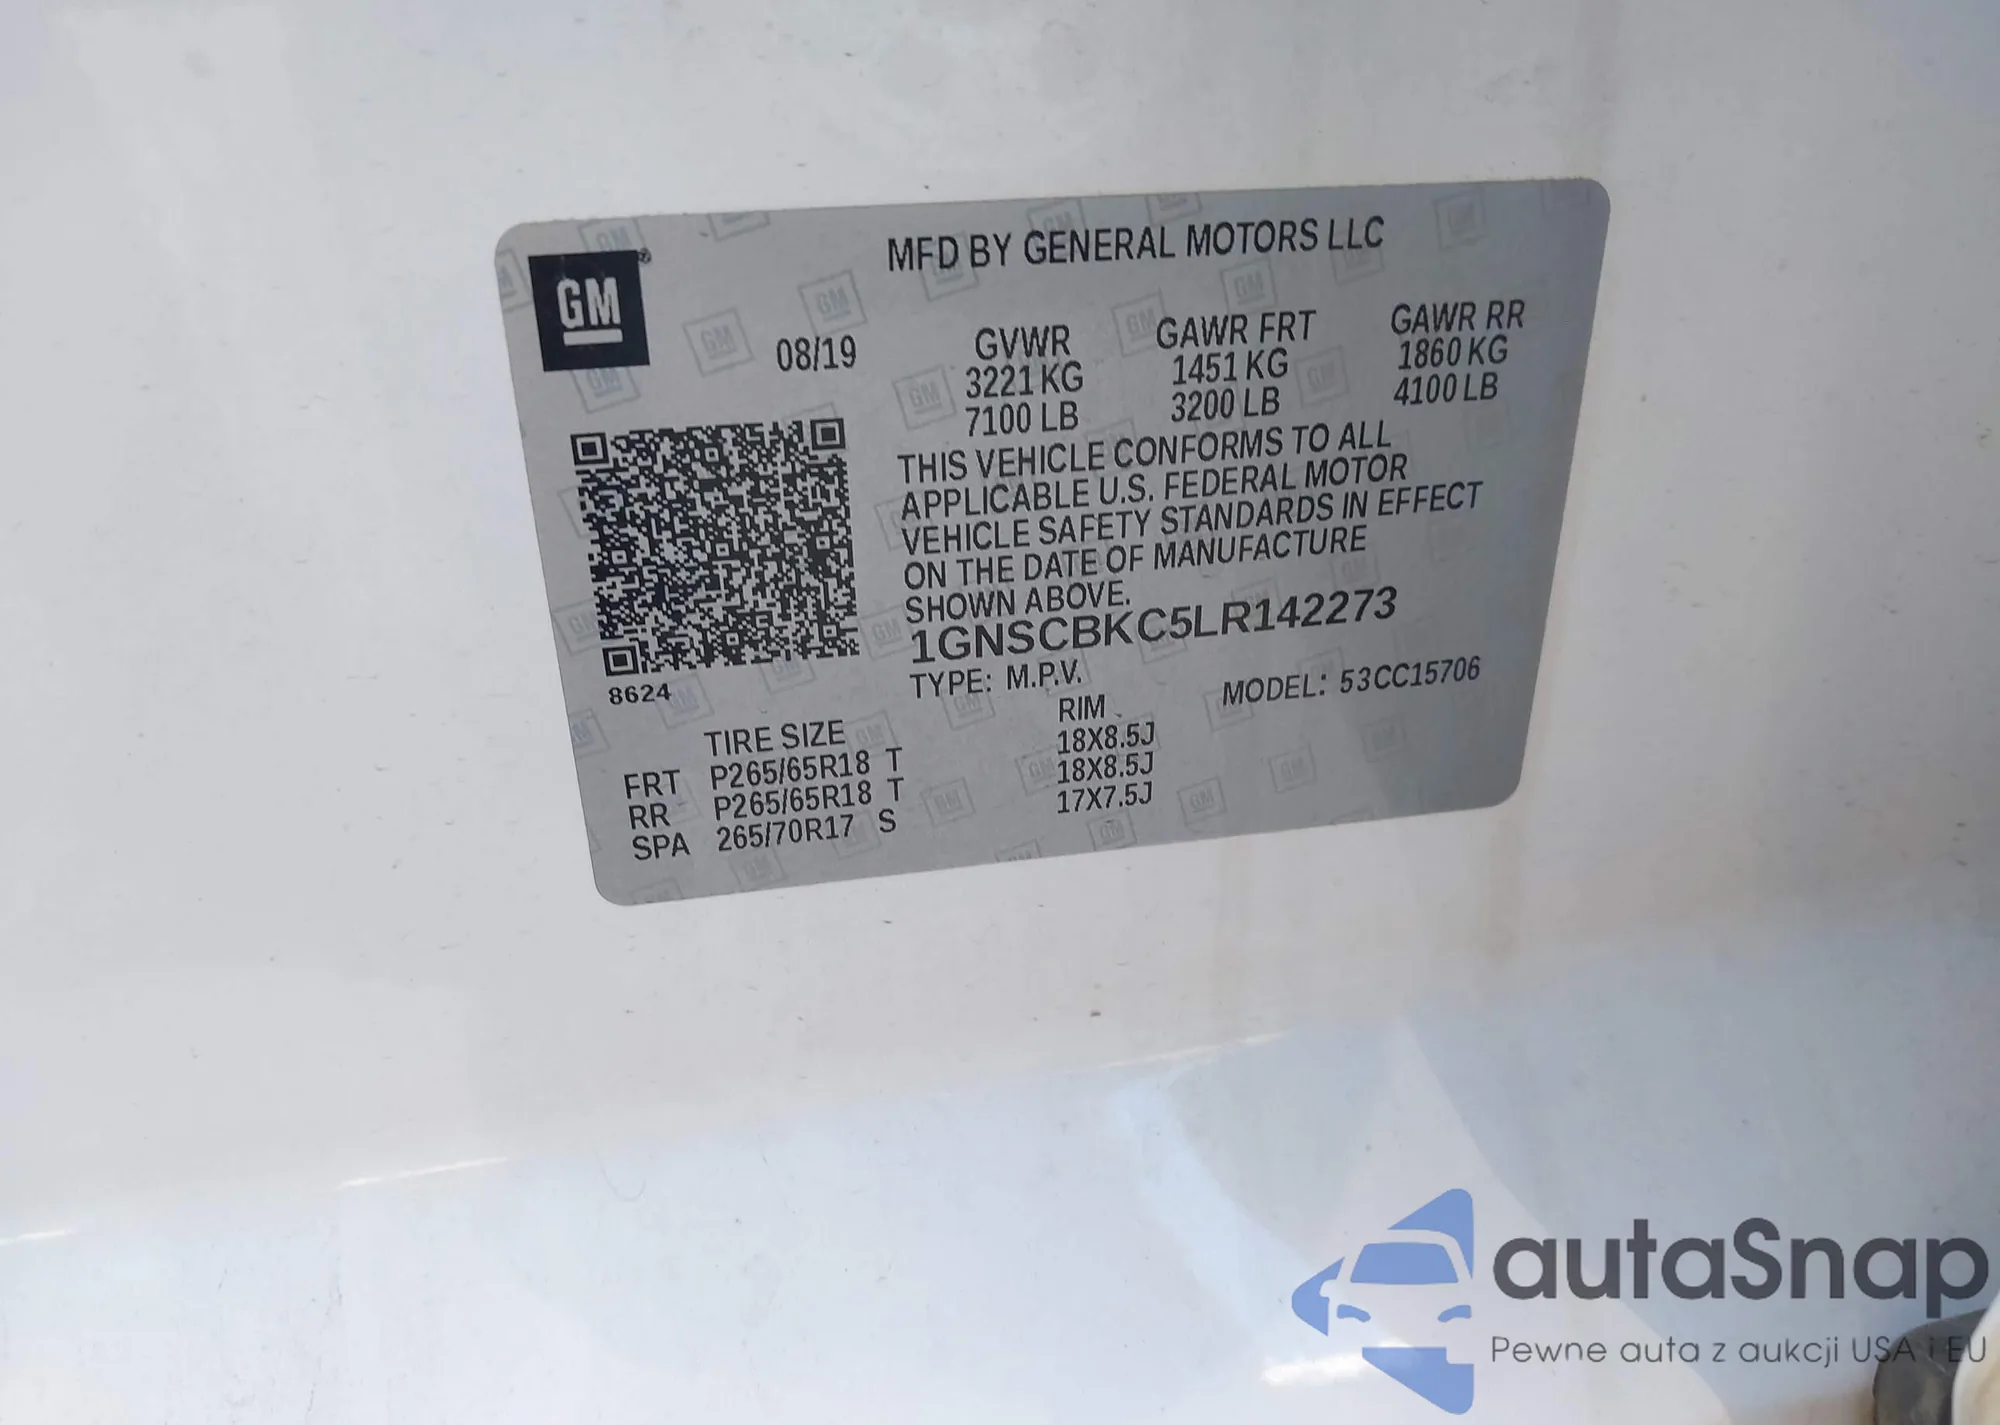 GM
MFD BY GENERAL MOTORS LLC
08/19
GVWR GAWR FRT GAWR RR
3221 KG 1451 KG 1860 KG
7100 LB 3200 LB 4100 LB
THIS VEHICLE CONFORMS TO ALL
APPLICABLE U.S. FEDERAL MOTOR
VEHICLE SAFETY STANDARDS IN EFFECT
ON THE DATE OF MANUFACTURE
SHOWN ABOVE.
1GNSCBKC5LR142273
TYPE: M.P.V. MODEL: 53CC15706
8624
TIRE SIZE RIM
FRT P265/65R18 T 18X8.5J
RR P265/65R18 T 18X8.5J
SPA 265/70R17 S 17X7.5J
autaSnap
Pewne auta z aukcji USA i EU